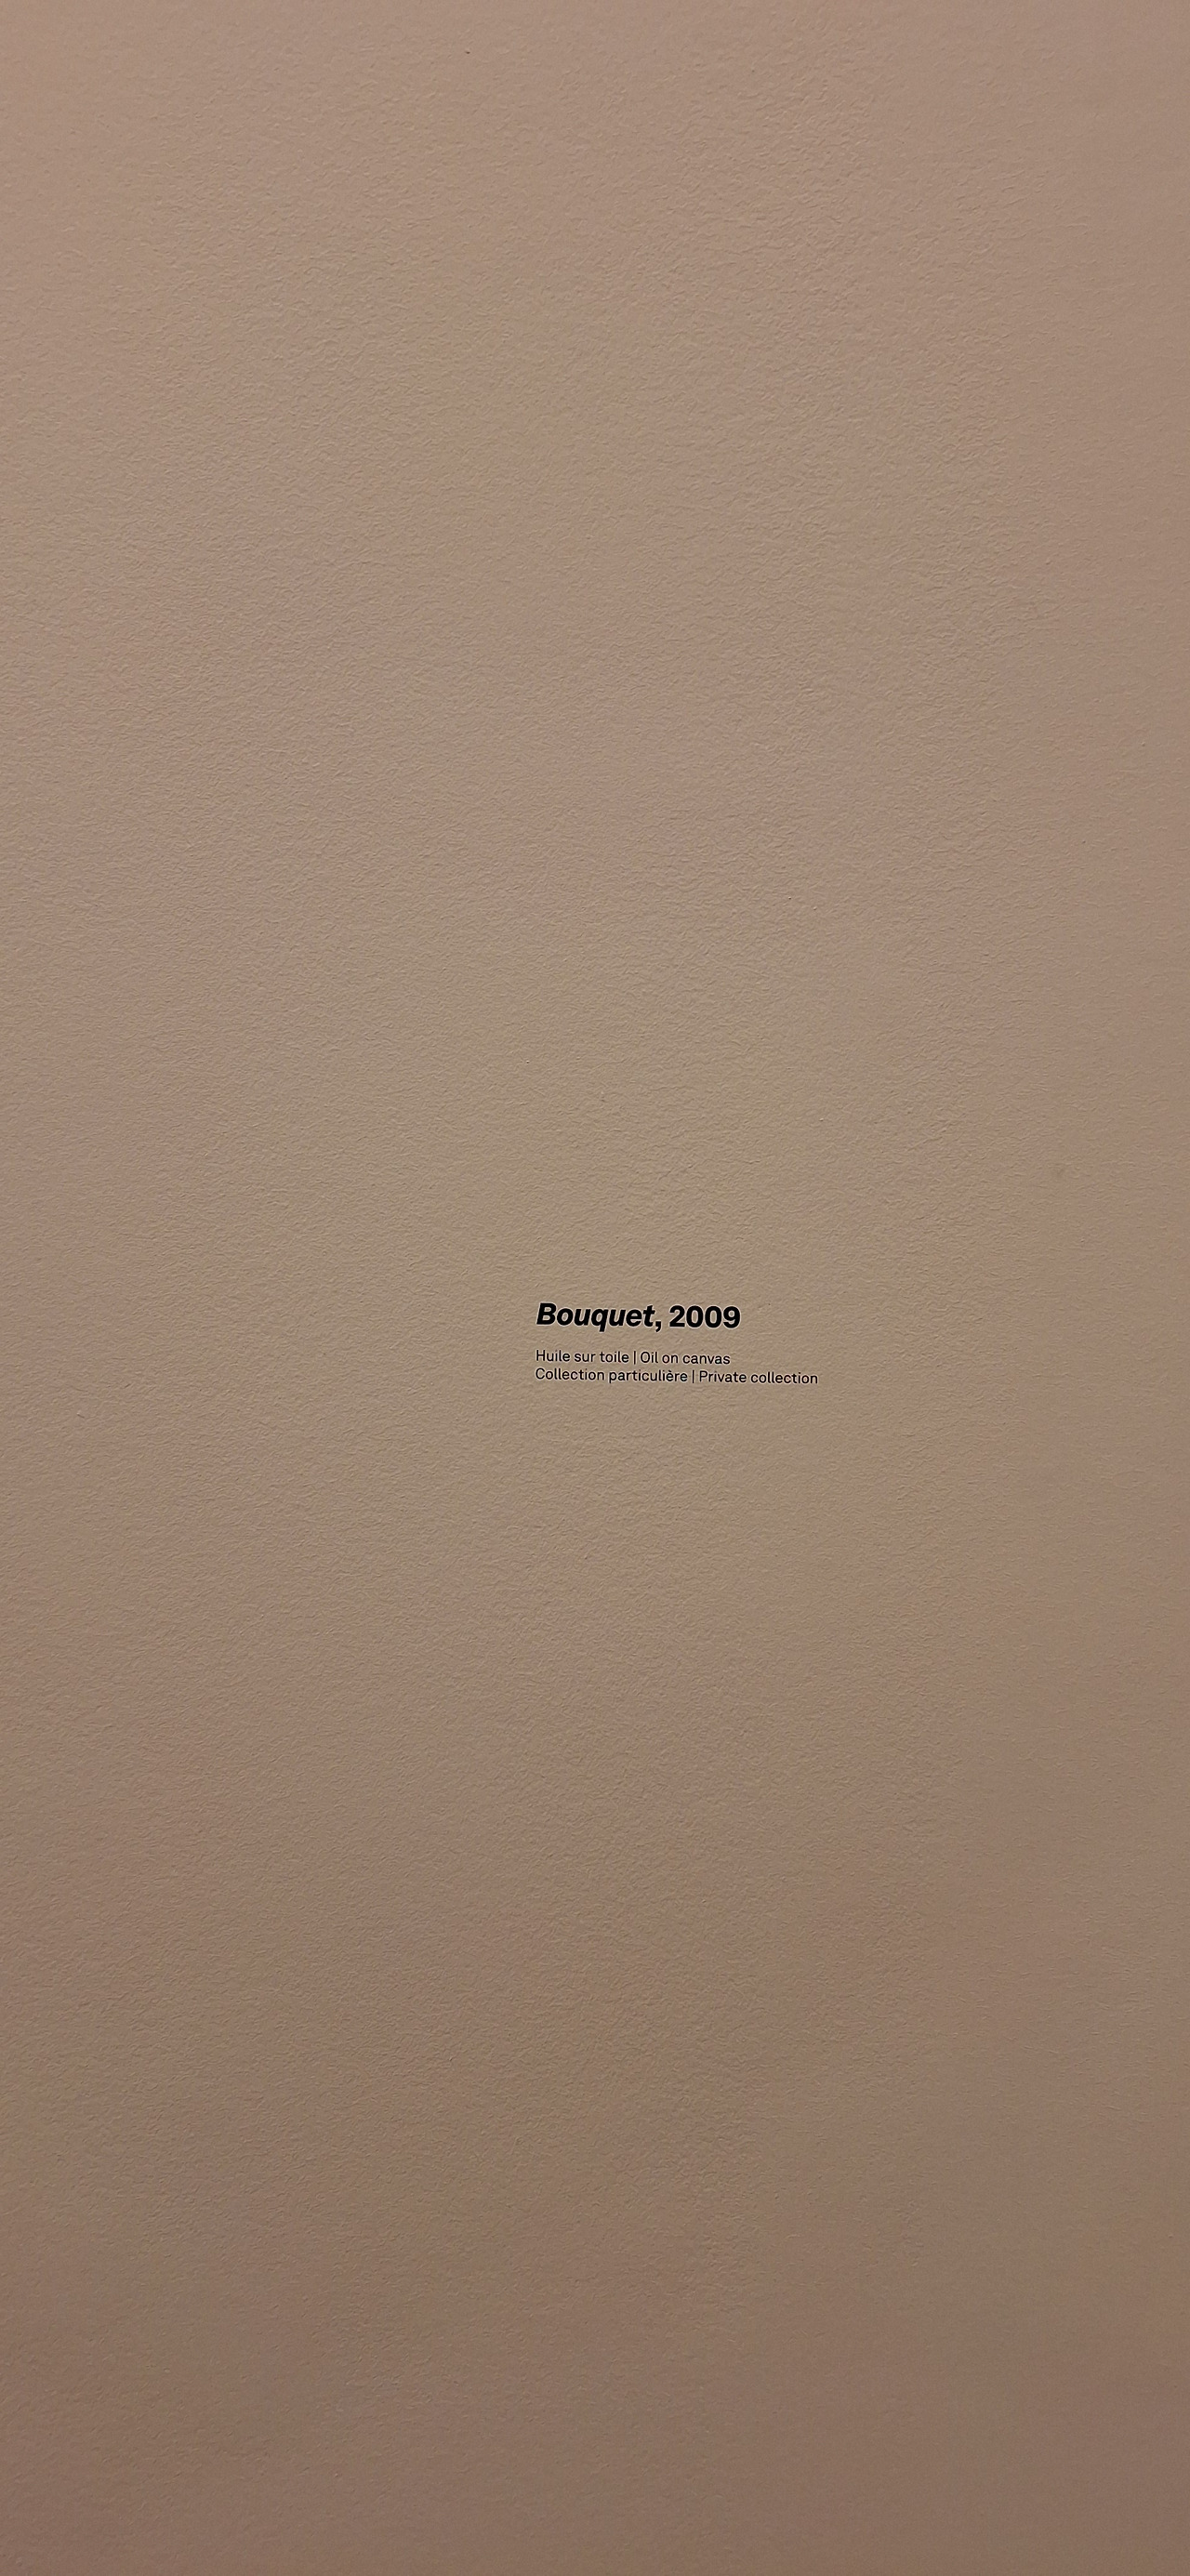 Bouquet, 2009
Huile sur toile | Oil on canvas
Collection particulière | Private collection